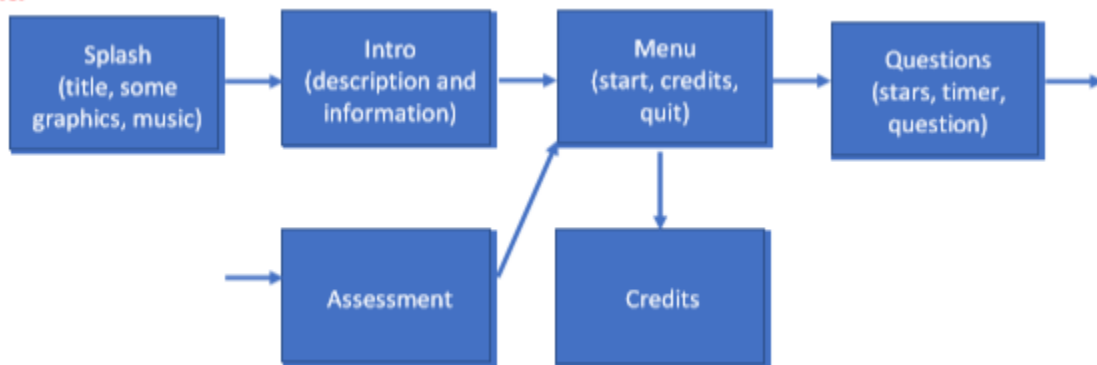 Splash
(title, some
graphics, music)
Intro
(description and
information)
Menu
(start, credits,
quit)
Questions
(stars, timer,
question)
Assessment
Credits